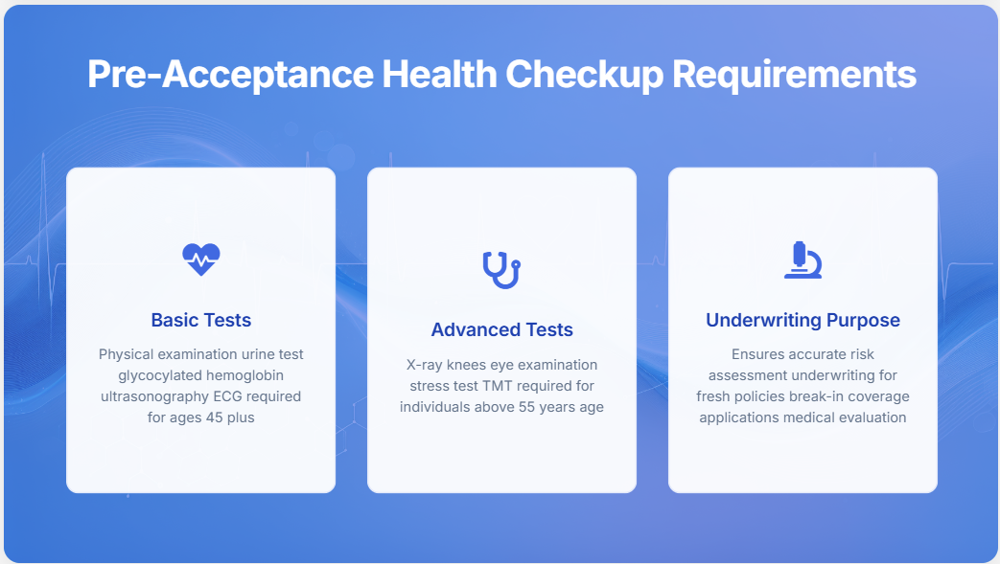 Pre-Acceptance Health Checkup Requirements
Basic Tests
Physical examination urine test
glycocylated hemoglobin
ultrasonography ECG required
for ages 45 plus
Advanced Tests
X-ray knees eye examination
stress test TMT required for
individuals above 55 years age
Underwriting Purpose
Ensures accurate risk
assessment underwriting for
fresh policies break-in coverage
applications medical evaluation